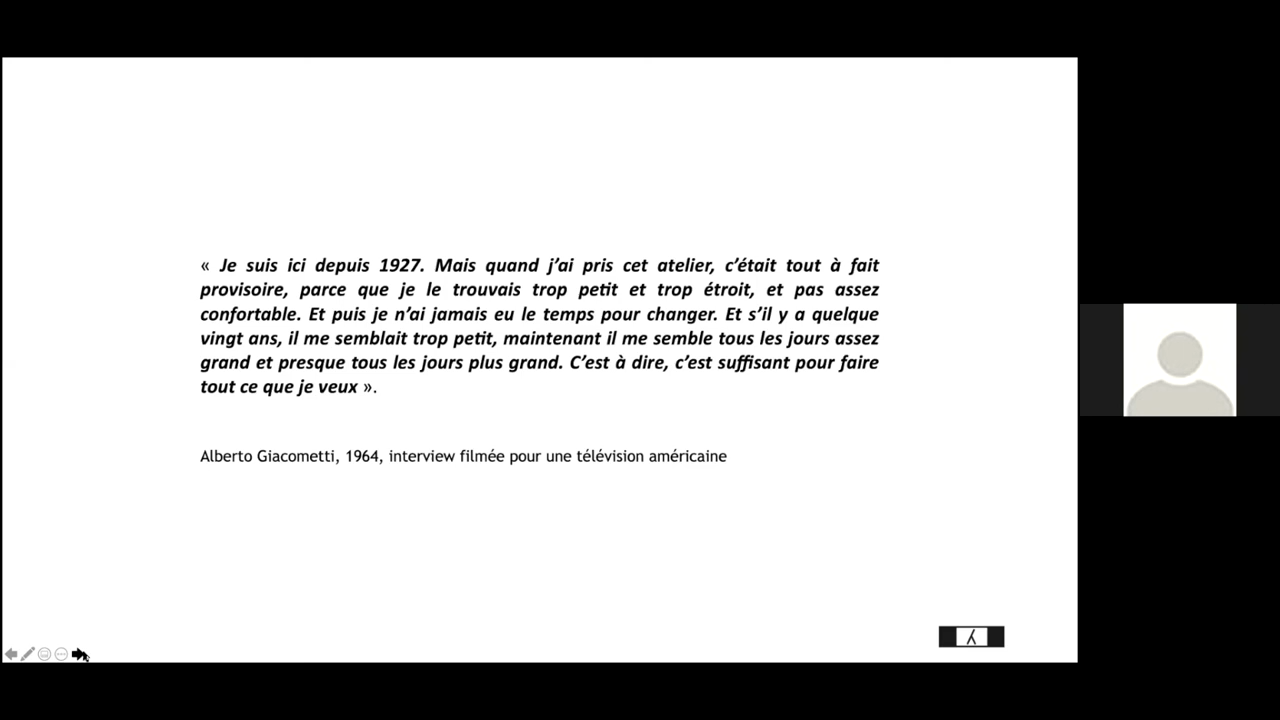 « Je suis ici depuis 1927. Mais quand j’ai pris cet atelier, c’était tout à fait
provisoire, parce que je le trouvais trop petit et trop étroit, et pas assez
confortable. Et puis je n’ai jamais eu le temps pour changer. Et s’il y a quelque
vingt ans, il me semblait trop petit, maintenant il me semble tous les jours assez
grand et presque tous les jours plus grand. C’est à dire, c’est suffisant pour faire
tout ce que je veux ».
Alberto Giacometti, 1964, interview filmée pour une télévision américaine